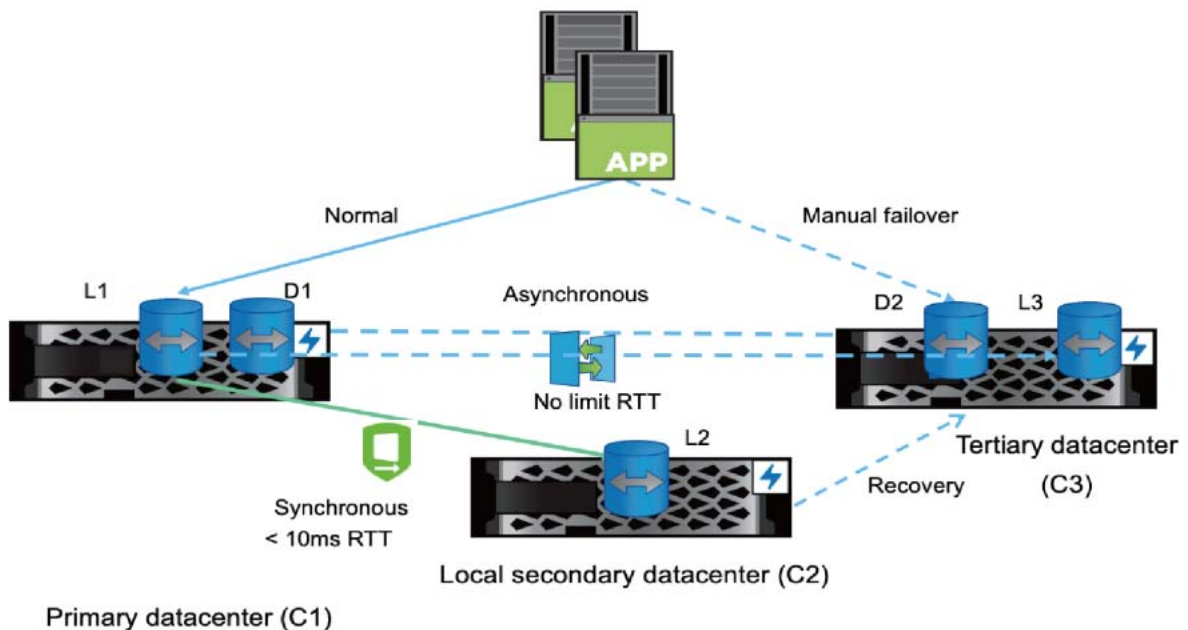 APP
Normal
Manual failover
L1
D1
Asynchronous
D2
L3
No limit RTT
L2
Tertiary datacenter
(C3)
Recovery
Synchronous
< 10ms RTT
Local secondary datacenter (C2)
Primary datacenter (C1)